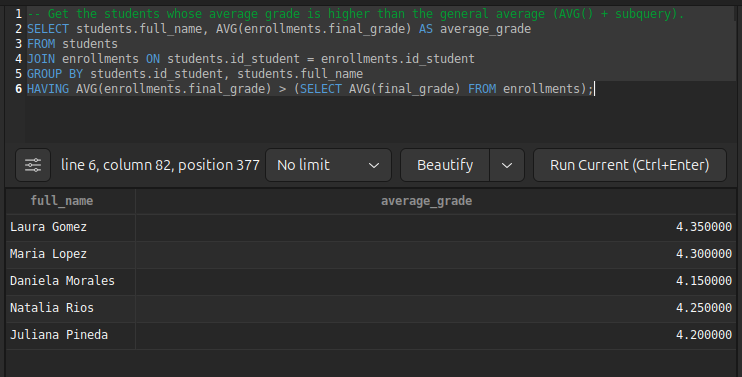 1 -- Get the students whose average grade is higher than the general average (AVG() + subquery).
2 SELECT students.full_name, AVG(enrollments.final_grade) AS average_grade
3 FROM students
4 JOIN enrollments ON students.id_student = enrollments.id_student
5 GROUP BY students.id_student, students.full_name
6 HAVING AVG(enrollments.final_grade) > (SELECT AVG(final_grade) FROM enrollments);
line 6, column 82, position 377 No limit Beautify Run Current (Ctrl+Enter)
full_name average_grade
Laura Gomez 4.350000
Maria Lopez 4.300000
Daniela Morales 4.150000
Natalia Rios 4.250000
Juliana Pineda 4.200000